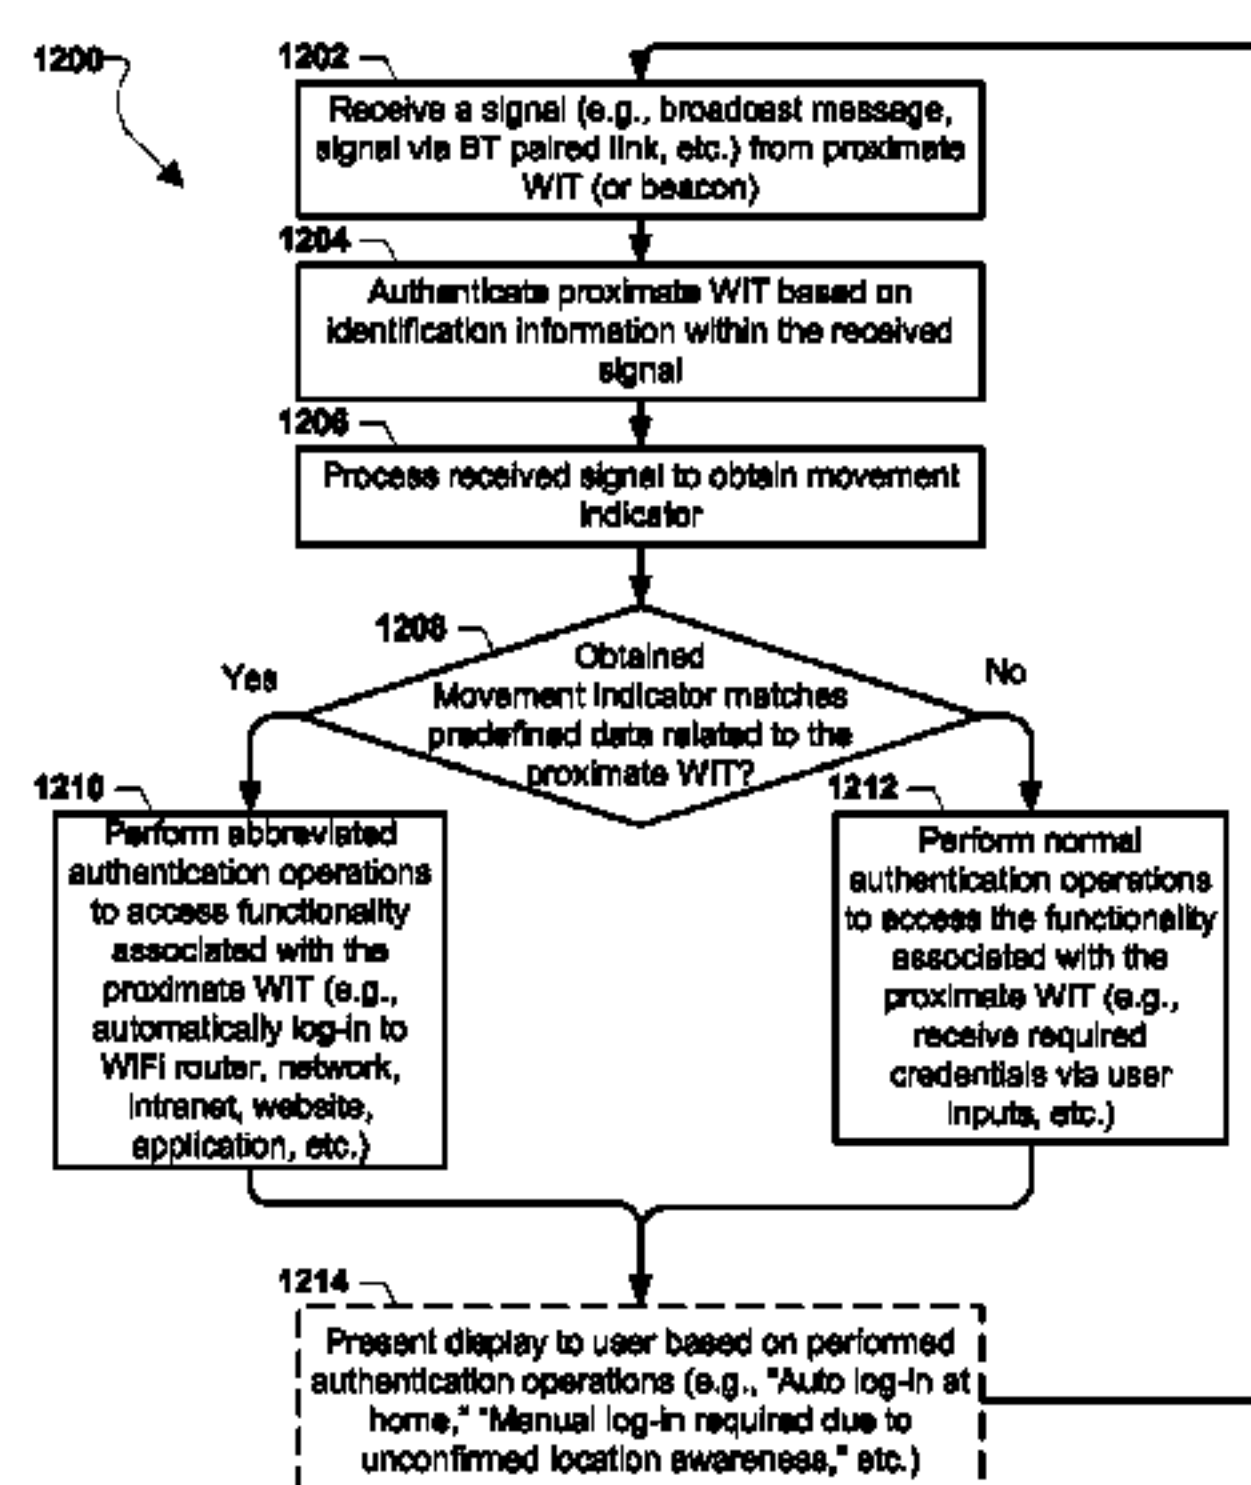 1200
1202
Receive a signal (e.g., broadcast message,
signal via BT paired link, etc.) from proximate
WIT (or beacon)
1204
Authenticate proximate WIT based on
identification information within the received
signal
1206
Process received signal to obtain movement
indicator
1208
Obtained
Movement indicator matches
predefined data related to the
proximate WIT?
Yes
No
1210
Perform abbreviated
authentication operations
to access functionality
associated with the
proximate WIT (e.g.,
automatically log-in to
WiFi router, network,
intranet, website,
application, etc.)
1212
Perform normal
authentication operations
to access the functionality
associated with the
proximate WIT (e.g.,
receive required
credentials via user
inputs, etc.)
1214
Present display to user based on performed
authentication operations (e.g., "Auto log-in at
home," "Manual log-in required due to
unconfirmed location awareness," etc.)